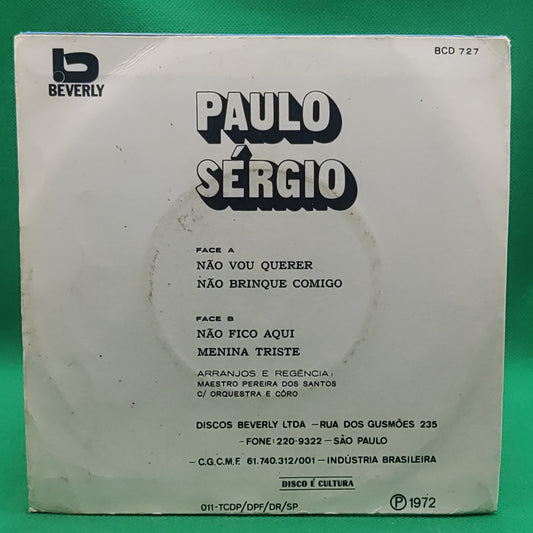 BEVERLY
BCD 727
PAULO
SÉRGIO
FACE A
NÃO VOU QUERER
NÃO BRINQUE COMIGO
FACE B
NÃO FICO AQUI
MENINA TRISTE
ARRANJOS E REGÊNCIA:
MAESTRO PEREIRA DOS SANTOS
C/ ORQUESTRA E CÔRO
DISCOS BEVERLY LTDA – RUA DOS GUSMÕES 235
– FONE: 220-9322 – SÃO PAULO
– C.G.C.M.F. 61.740.312/001 – INDÚSTRIA BRASILEIRA
DISCO É CULTURA
011-TCDP/DPF/DR/SP
Ⓟ 1972